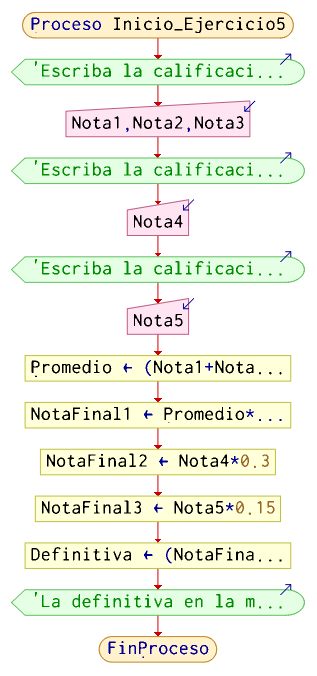 Proceso Inicio_Ejercicio5
'Escriba la calificaci...
Nota1,Nota2,Nota3
'Escriba la calificaci...
Nota4
'Escriba la calificaci...
Nota5
Promedio ← (Nota1+Nota...
NotaFinal1 ← Promedio*...
NotaFinal2 ← Nota4*0.3
NotaFinal3 ← Nota5*0.15
Definitiva ← (NotaFina...
'La definitiva en la m...
FinProceso